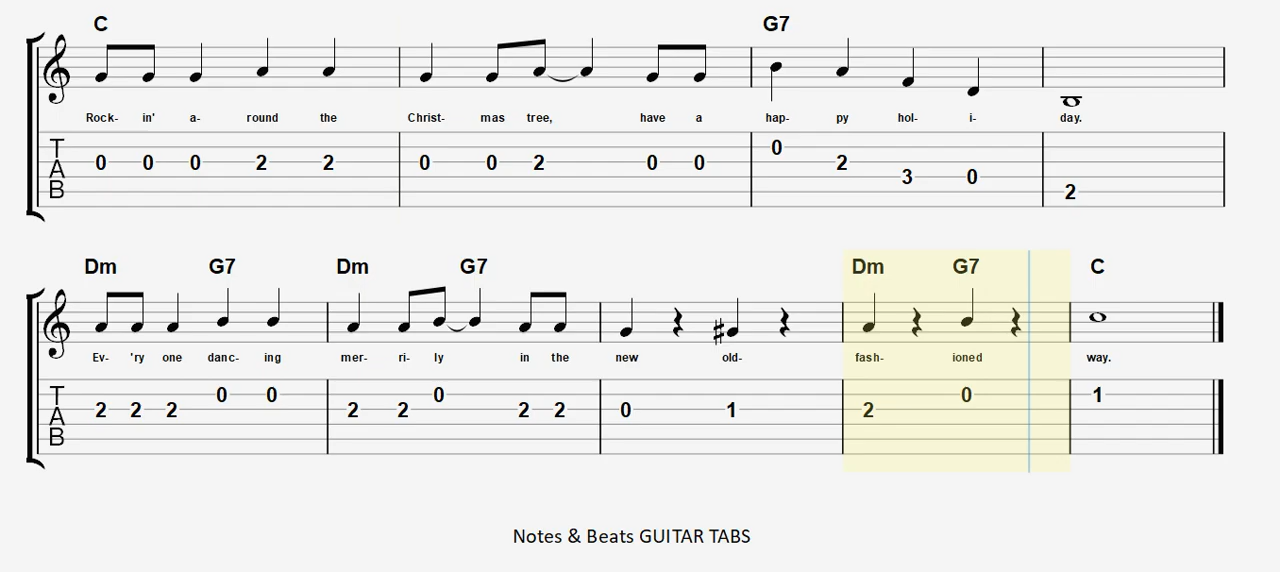 C G7
Rock- in' a- round the Christ- mas tree, have a hap- py hol- i- day.
T
A
B
0 0 0 2 2 0 0 2 0 0 0 2 3 0 2
Dm G7 Dm G7 Dm G7 C
Ev- 'ry one danc- ing mer- ri- ly in the new old- fash- ioned way.
T
A
B
2 2 2 0 0 2 2 0 2 2 0 1 2 0 1
Notes & Beats GUITAR TABS